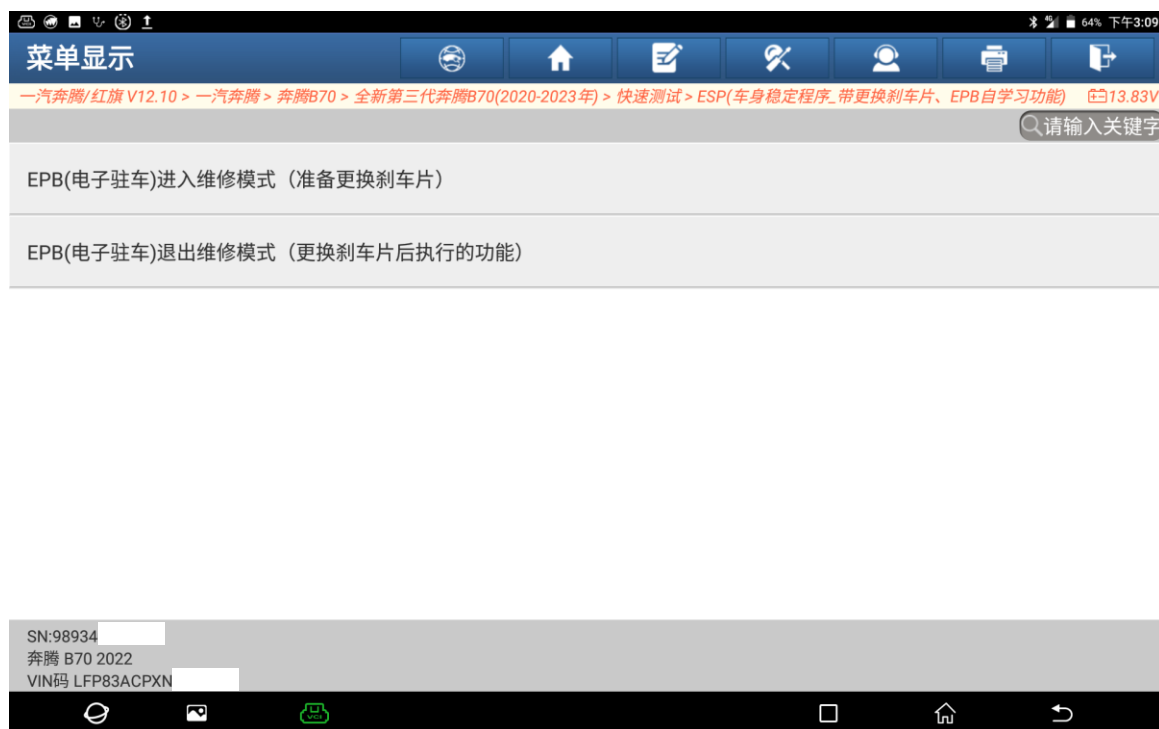 64% 下午3:09
菜单显示
一汽奔腾/红旗 V12.10 > 一汽奔腾 > 奔腾B70 > 全新第三代奔腾B70(2020-2023年) > 快速测试 > ESP(车身稳定程序_带更换刹车片、EPB自学习功能) 13.83V
请输入关键字
EPB(电子驻车)进入维修模式（准备更换刹车片）
EPB(电子驻车)退出维修模式（更换刹车片后执行的功能）
SN:98934
奔腾 B70 2022
VIN码 LFP83ACPXN
VCI